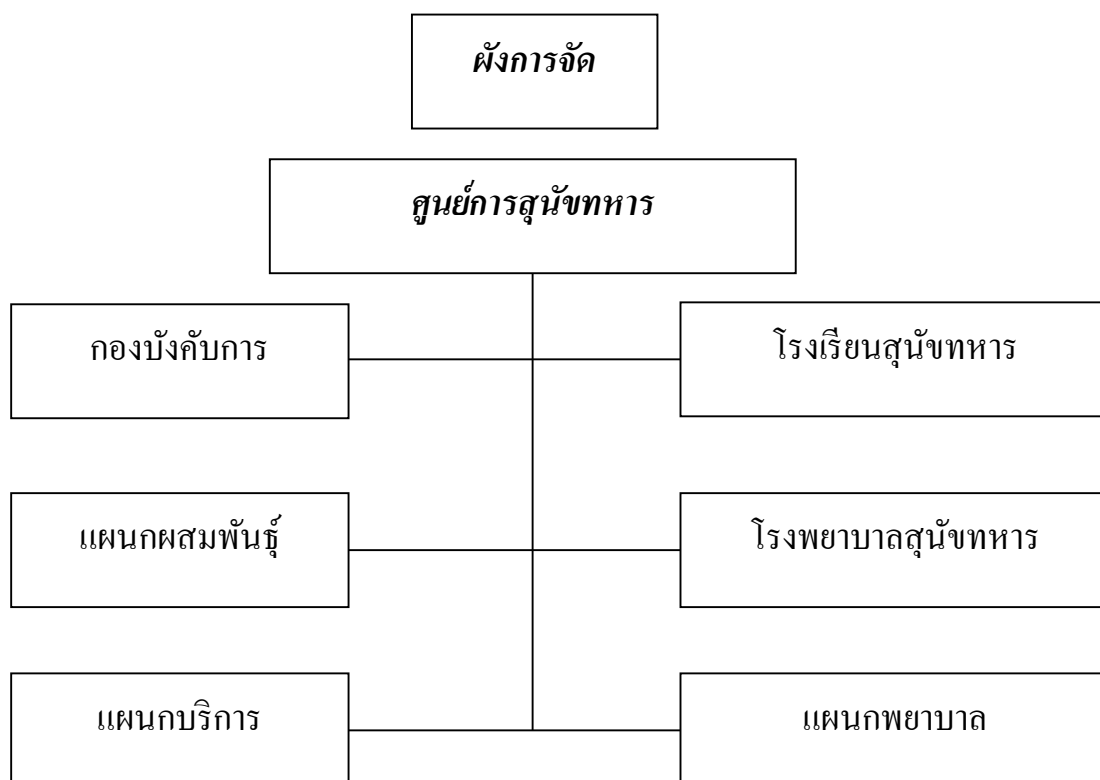 ผังการจัด
ศูนย์การสุนัขทหาร
กองบังคับการ
โรงเรียนสุนัขทหาร
แผนกผสมพันธุ์
โรงพยาบาลสุนัขทหาร
แผนกบริการ
แผนกพยาบาล